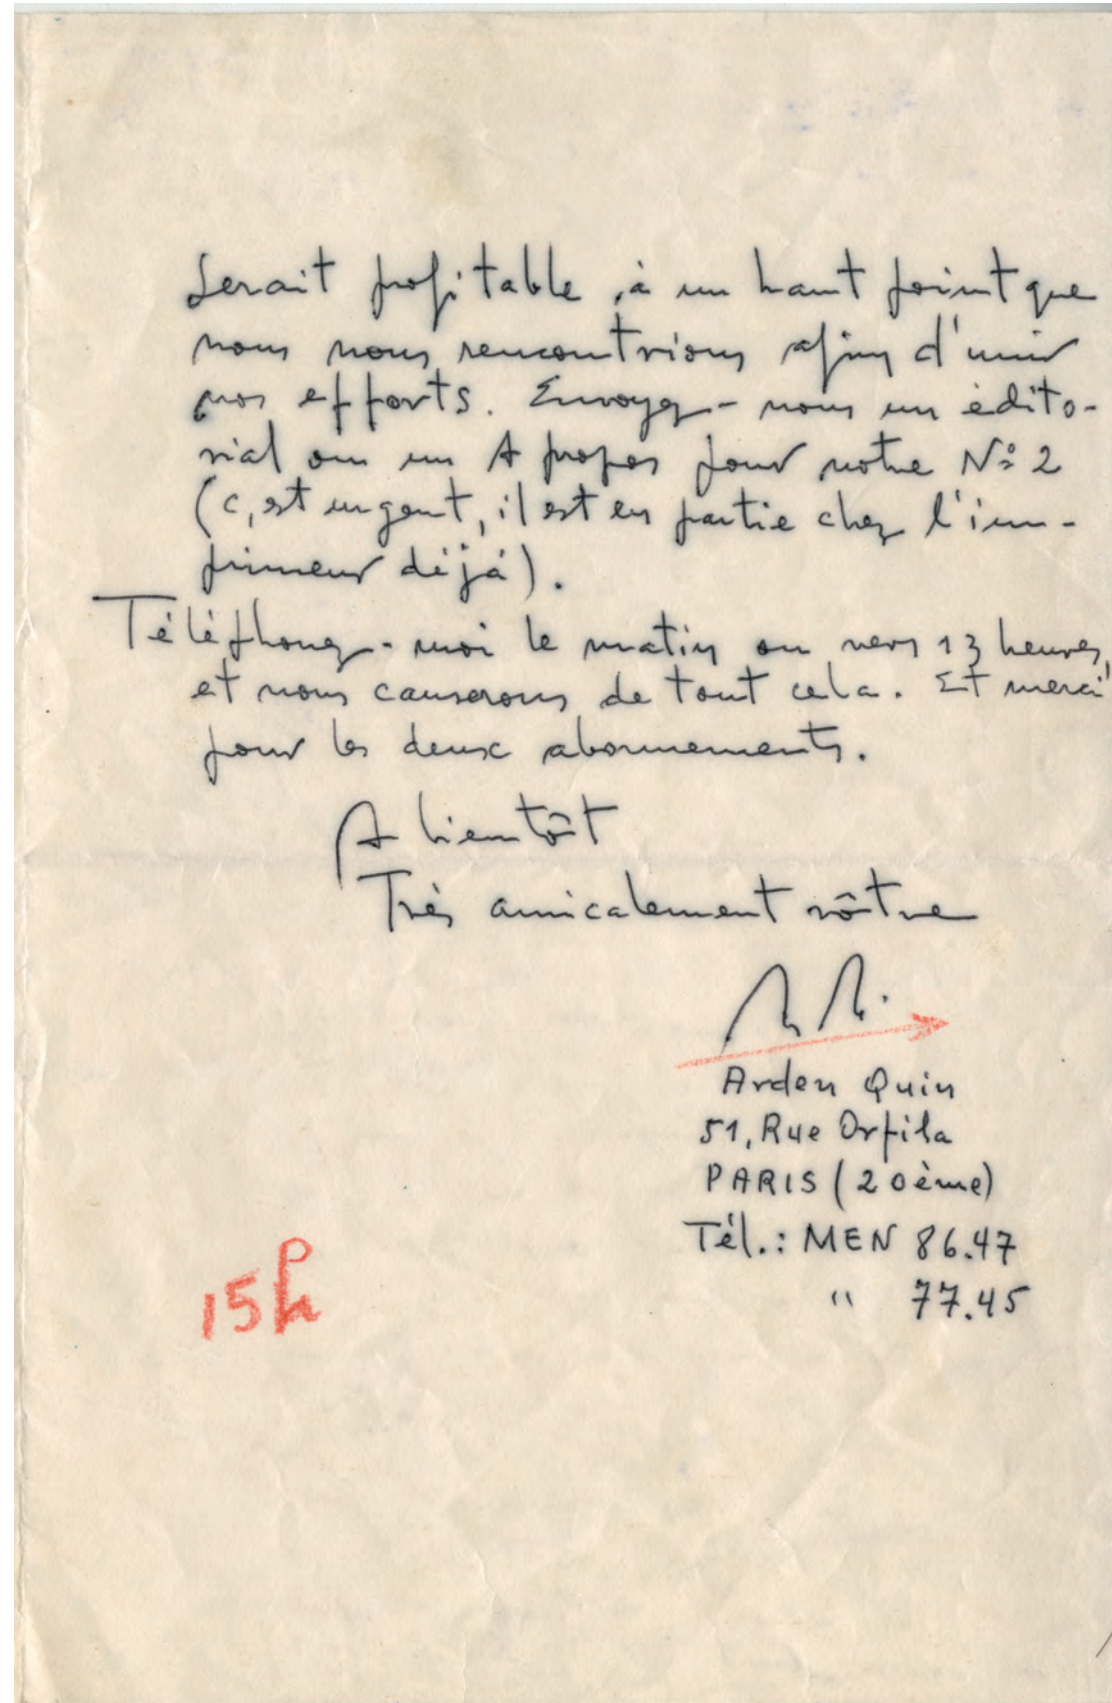 serait profitable, à un haut point que
nous nous rencontrions afin d'unir
nos efforts. Envoyez-nous un édito-
rial ou un A propos pour notre Nº 2
(c'est urgent, il est en partie chez l'im-
primeur déjá).
Téléphonez-moi le matin ou vers 13 heures,
et nous causerons de tout cela. Et merci
pour les deux abonnements.
A bientôt
Très amicalement vôtre
Arden Quin
51, Rue Orfila
PARIS (20ème)
Tél.: MEN 86.47
" 77.45
15h